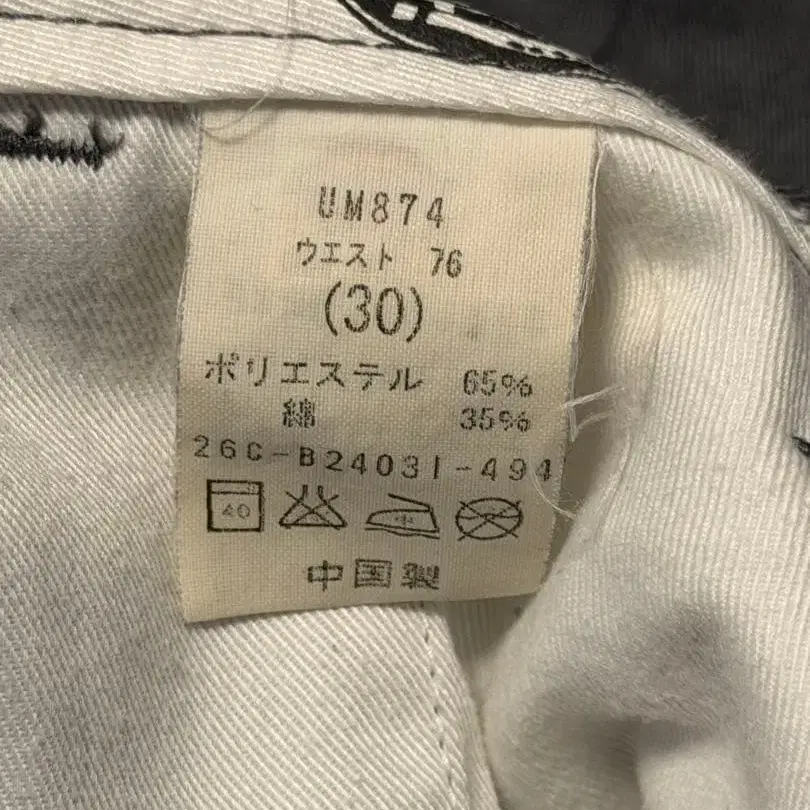 UM874
ウエスト 76
(30)
ポリエステル 65%
綿 35%
26C-B24031-494
40 中
中国製